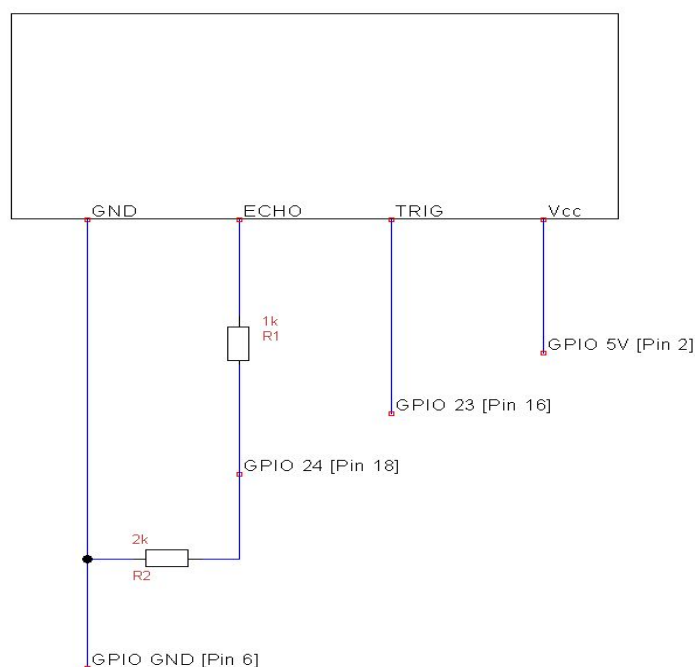 GND ECHO TRIG Vcc
1k
R1
GPIO 5V [Pin 2]
GPIO 23 [Pin 16]
GPIO 24 [Pin 18]
2k
R2
GPIO GND [Pin 6]